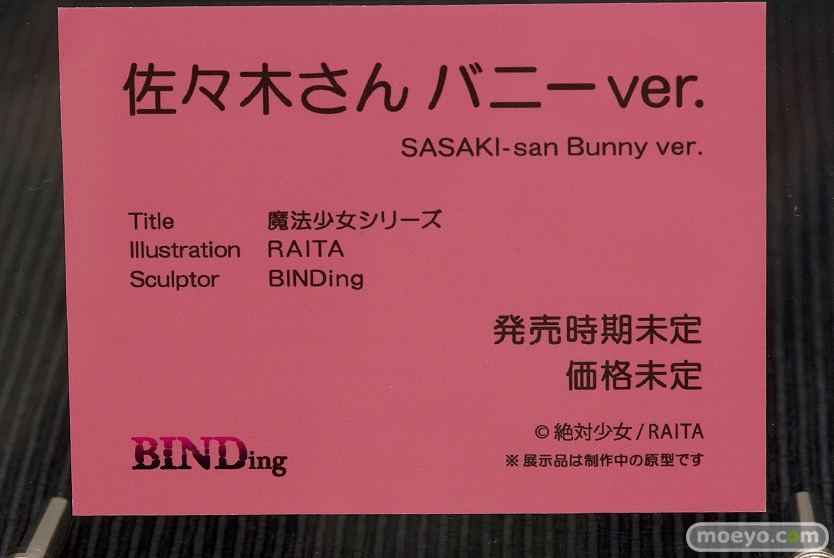 佐々木さん バニーver.
SASAKI-san Bunny ver.
Title 魔法少女シリーズ
Illustration RAITA
Sculptor BINDing
発売時期未定
価格未定
© 絶対少女 / RAITA
BINDing
※ 展示品は制作中の原型です
moeyo.com